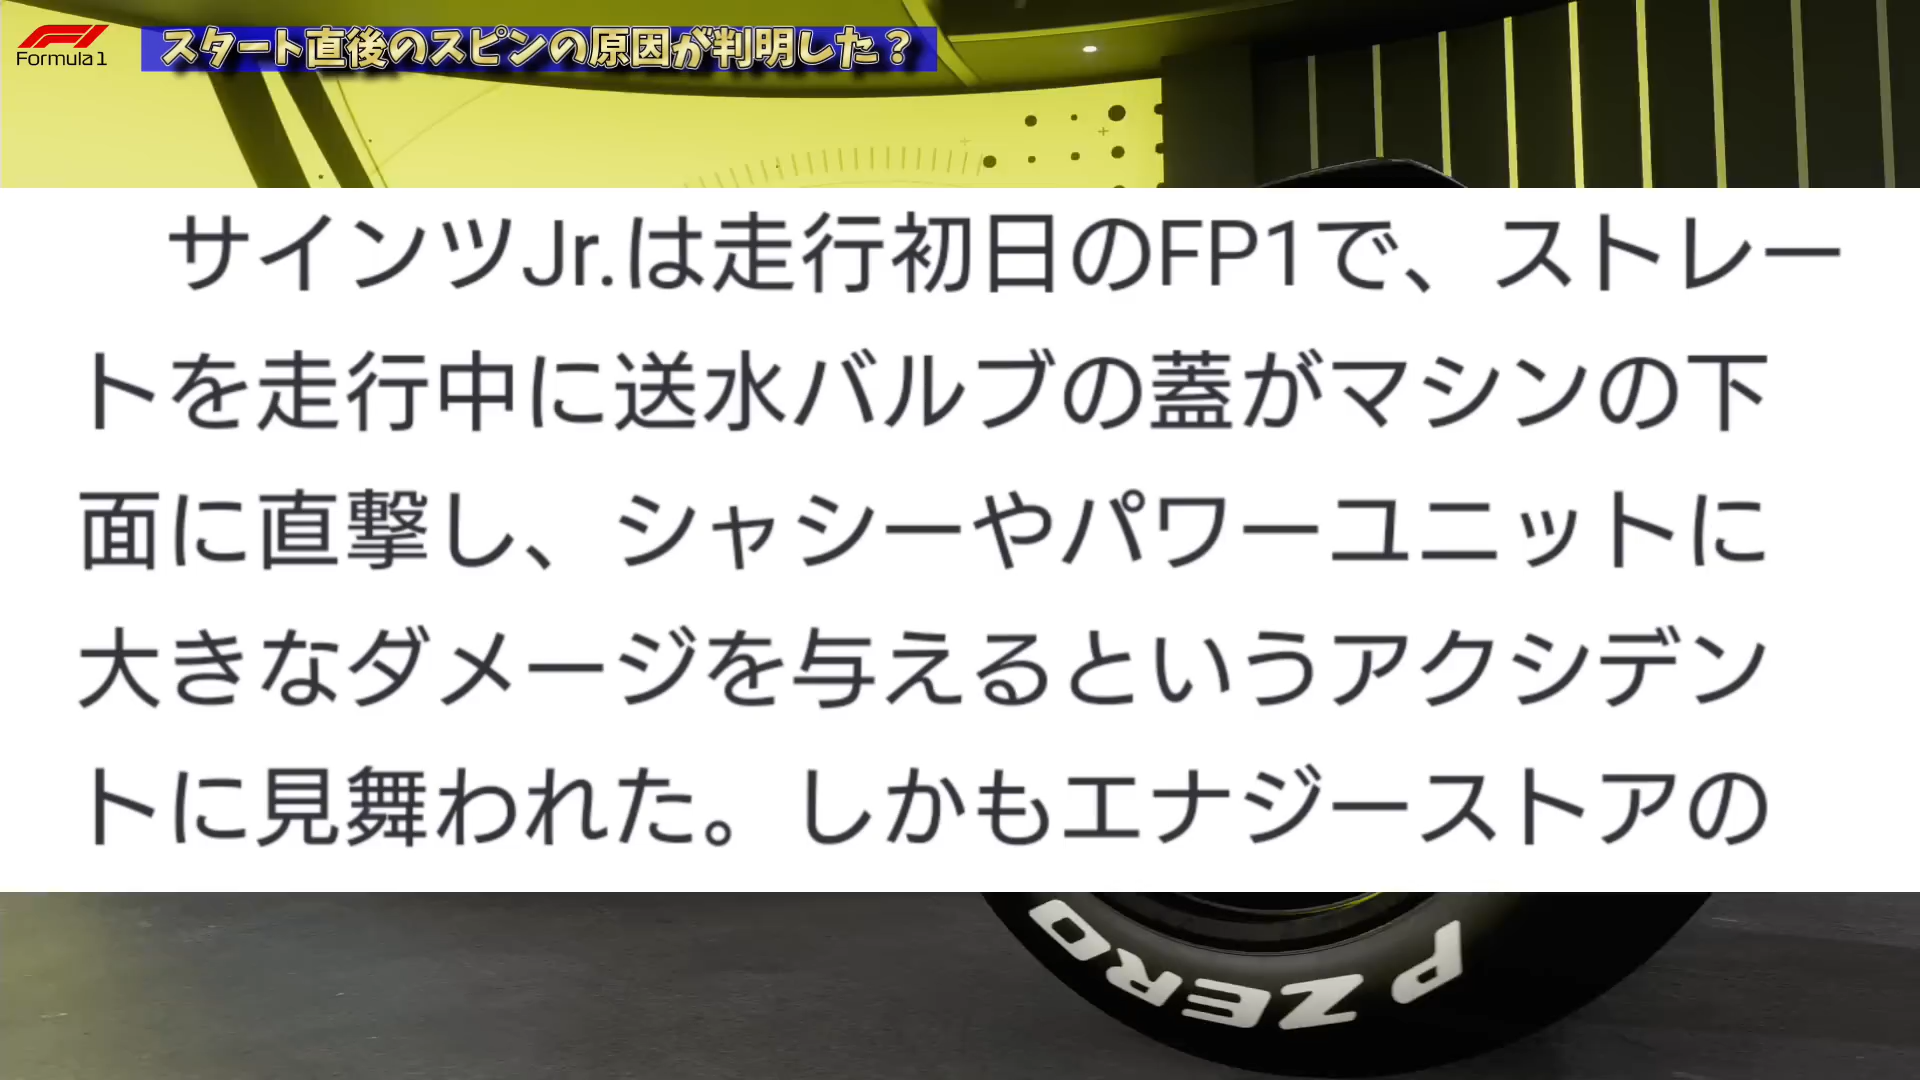 Formula 1
スタート直後のスピンの原因が判明した？
サインツJr.は走行初日のFP1で、ストレー
トを走行中に送水バルブの蓋がマシンの下
面に直撃し、シャシーやパワーユニットに
大きなダメージを与えるというアクシデン
トに見舞われた。しかもエナジーストアの
P ZERO